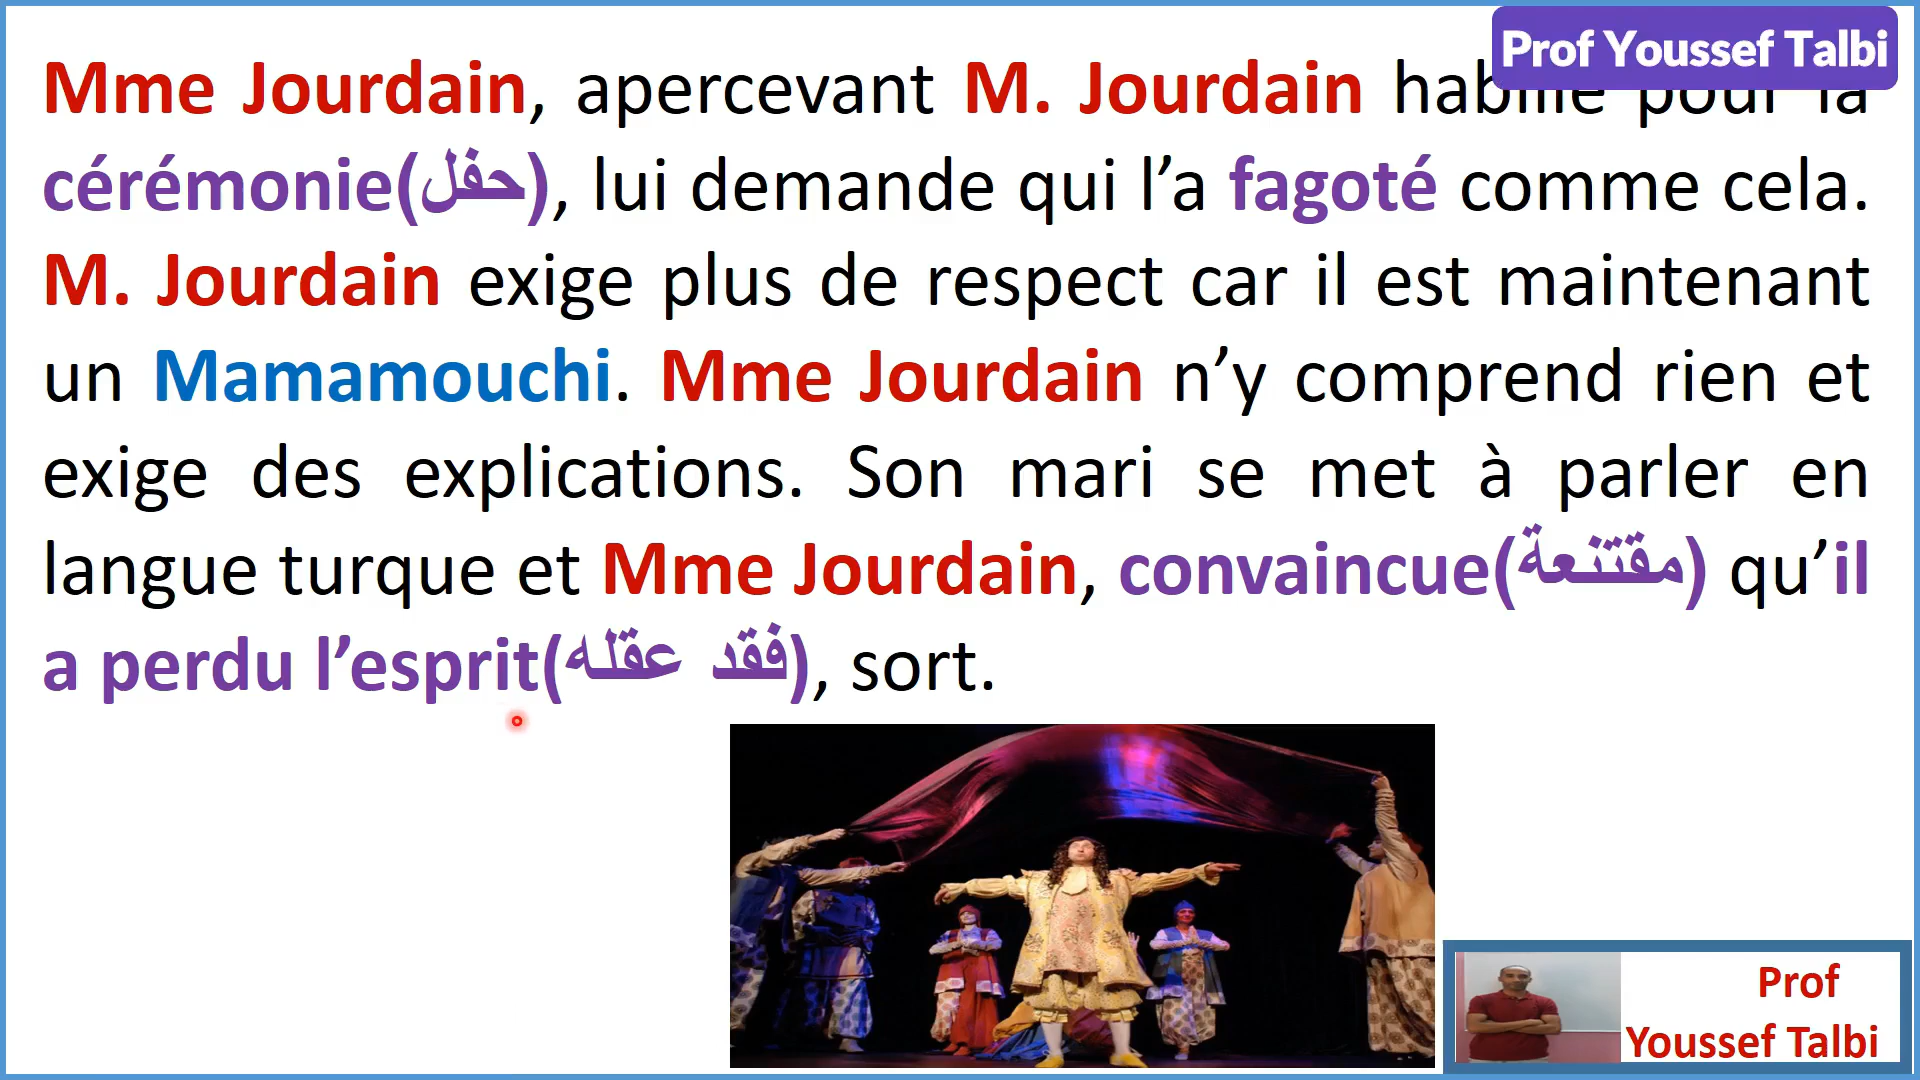 Prof Youssef Talbi
Mme Jourdain, apercevant M. Jourdain habillé pour la
cérémonie(حفل), lui demande qui l’a fagoté comme cela.
M. Jourdain exige plus de respect car il est maintenant
un Mamamouchi. Mme Jourdain n’y comprend rien et
exige des explications. Son mari se met à parler en
langue turque et Mme Jourdain, convaincue(مقتنعة) qu’il
a perdu l’esprit(فقد عقله), sort.
Prof
Youssef Talbi